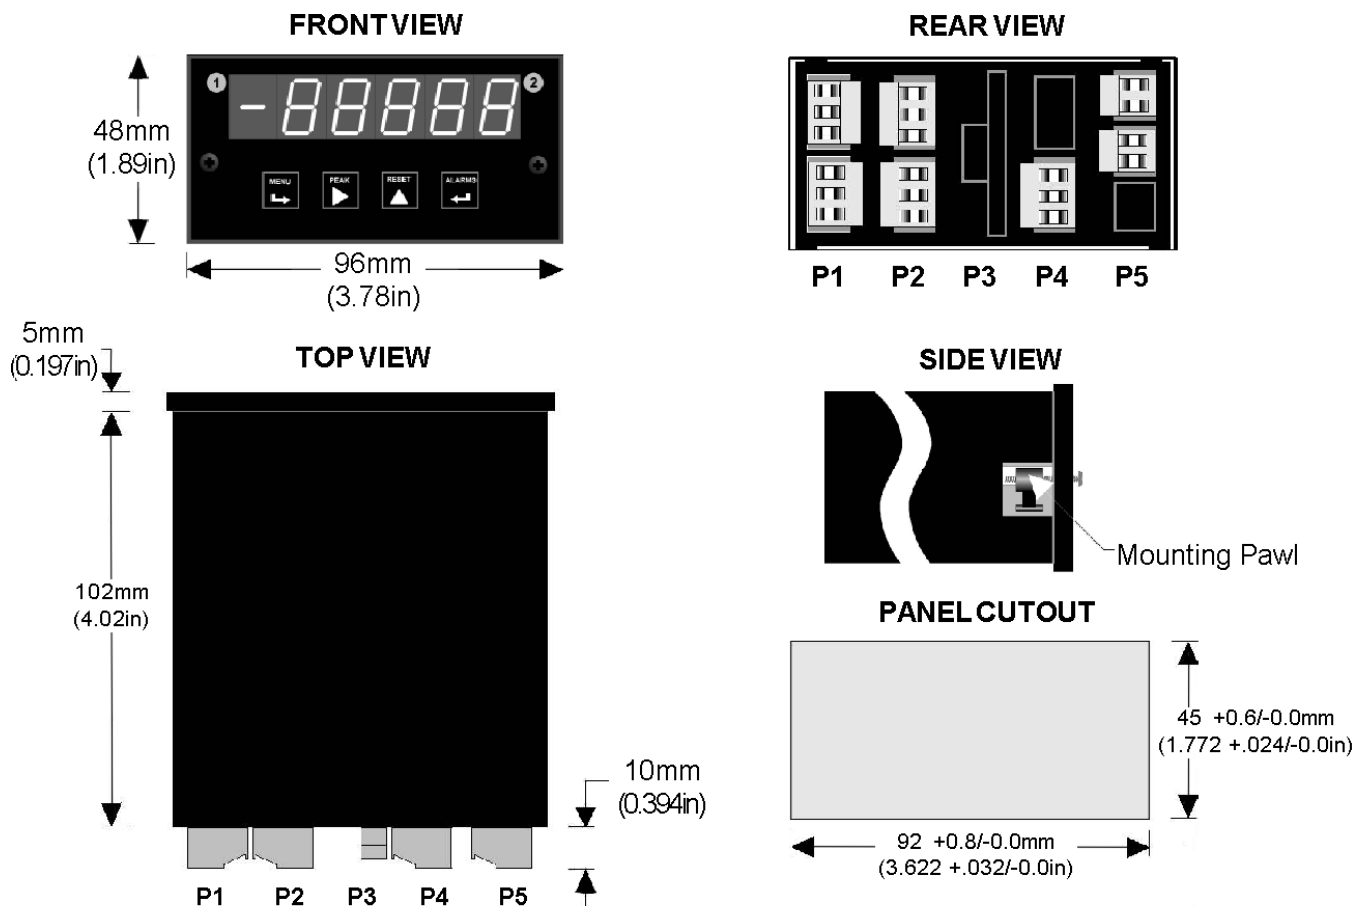 FRONT VIEW
1
2
-88888
MENU
PEAK
RESET
ALARMS
48mm
(1.89in)
96mm
(3.78in)
REAR VIEW
P1 P2 P3 P4 P5
5mm
(0.197in)
TOP VIEW
102mm
(4.02in)
10mm
(0.394in)
P1 P2 P3 P4 P5
SIDE VIEW
Mounting Pawl
PANEL CUTOUT
45 +0.6/-0.0mm
(1.772 +.024/-0.0in)
92 +0.8/-0.0mm
(3.622 +.032/-0.0in)